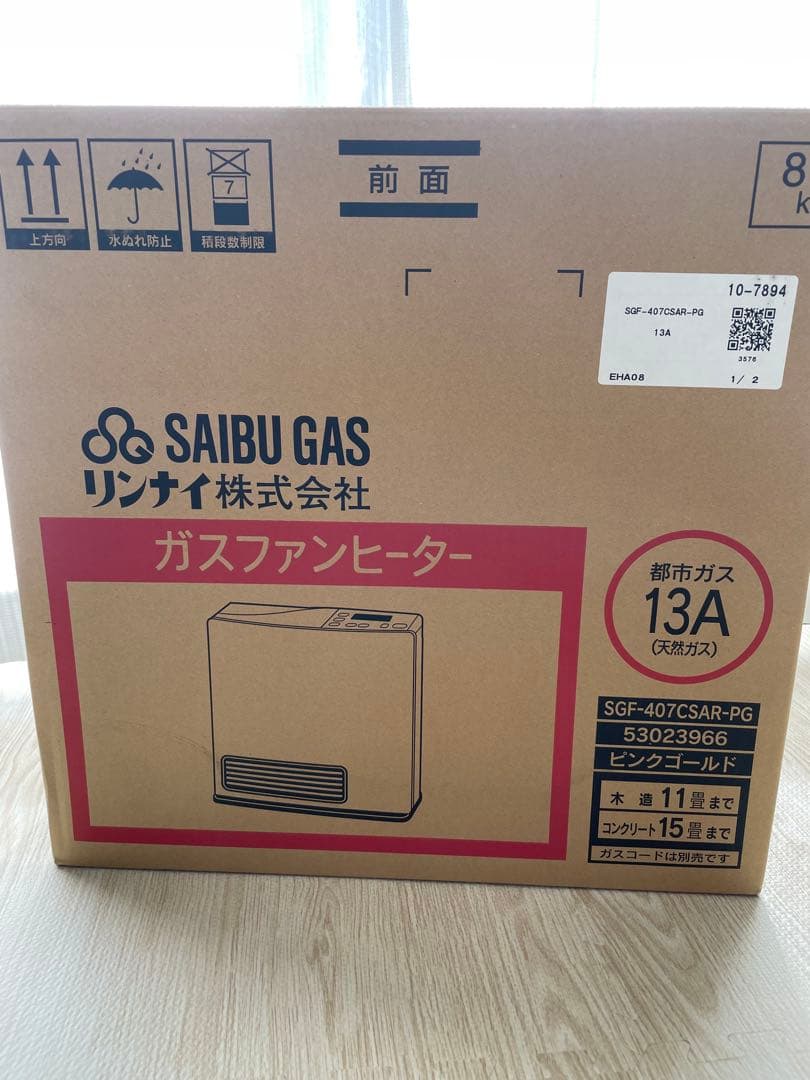 上方向
水ぬれ防止
7
積段数制限
前面
8
k
10-7894
SGF-407CSAR-PG
13A
3576
EHA08
1/ 2
SAIBU GAS
リンナイ株式会社
ガスファンヒーター
都市ガス
13A
(天然ガス)
SGF-407CSAR-PG
53023966
ピンクゴールド
木造 11畳まで
コンクリート 15畳まで
ガスコードは別売です